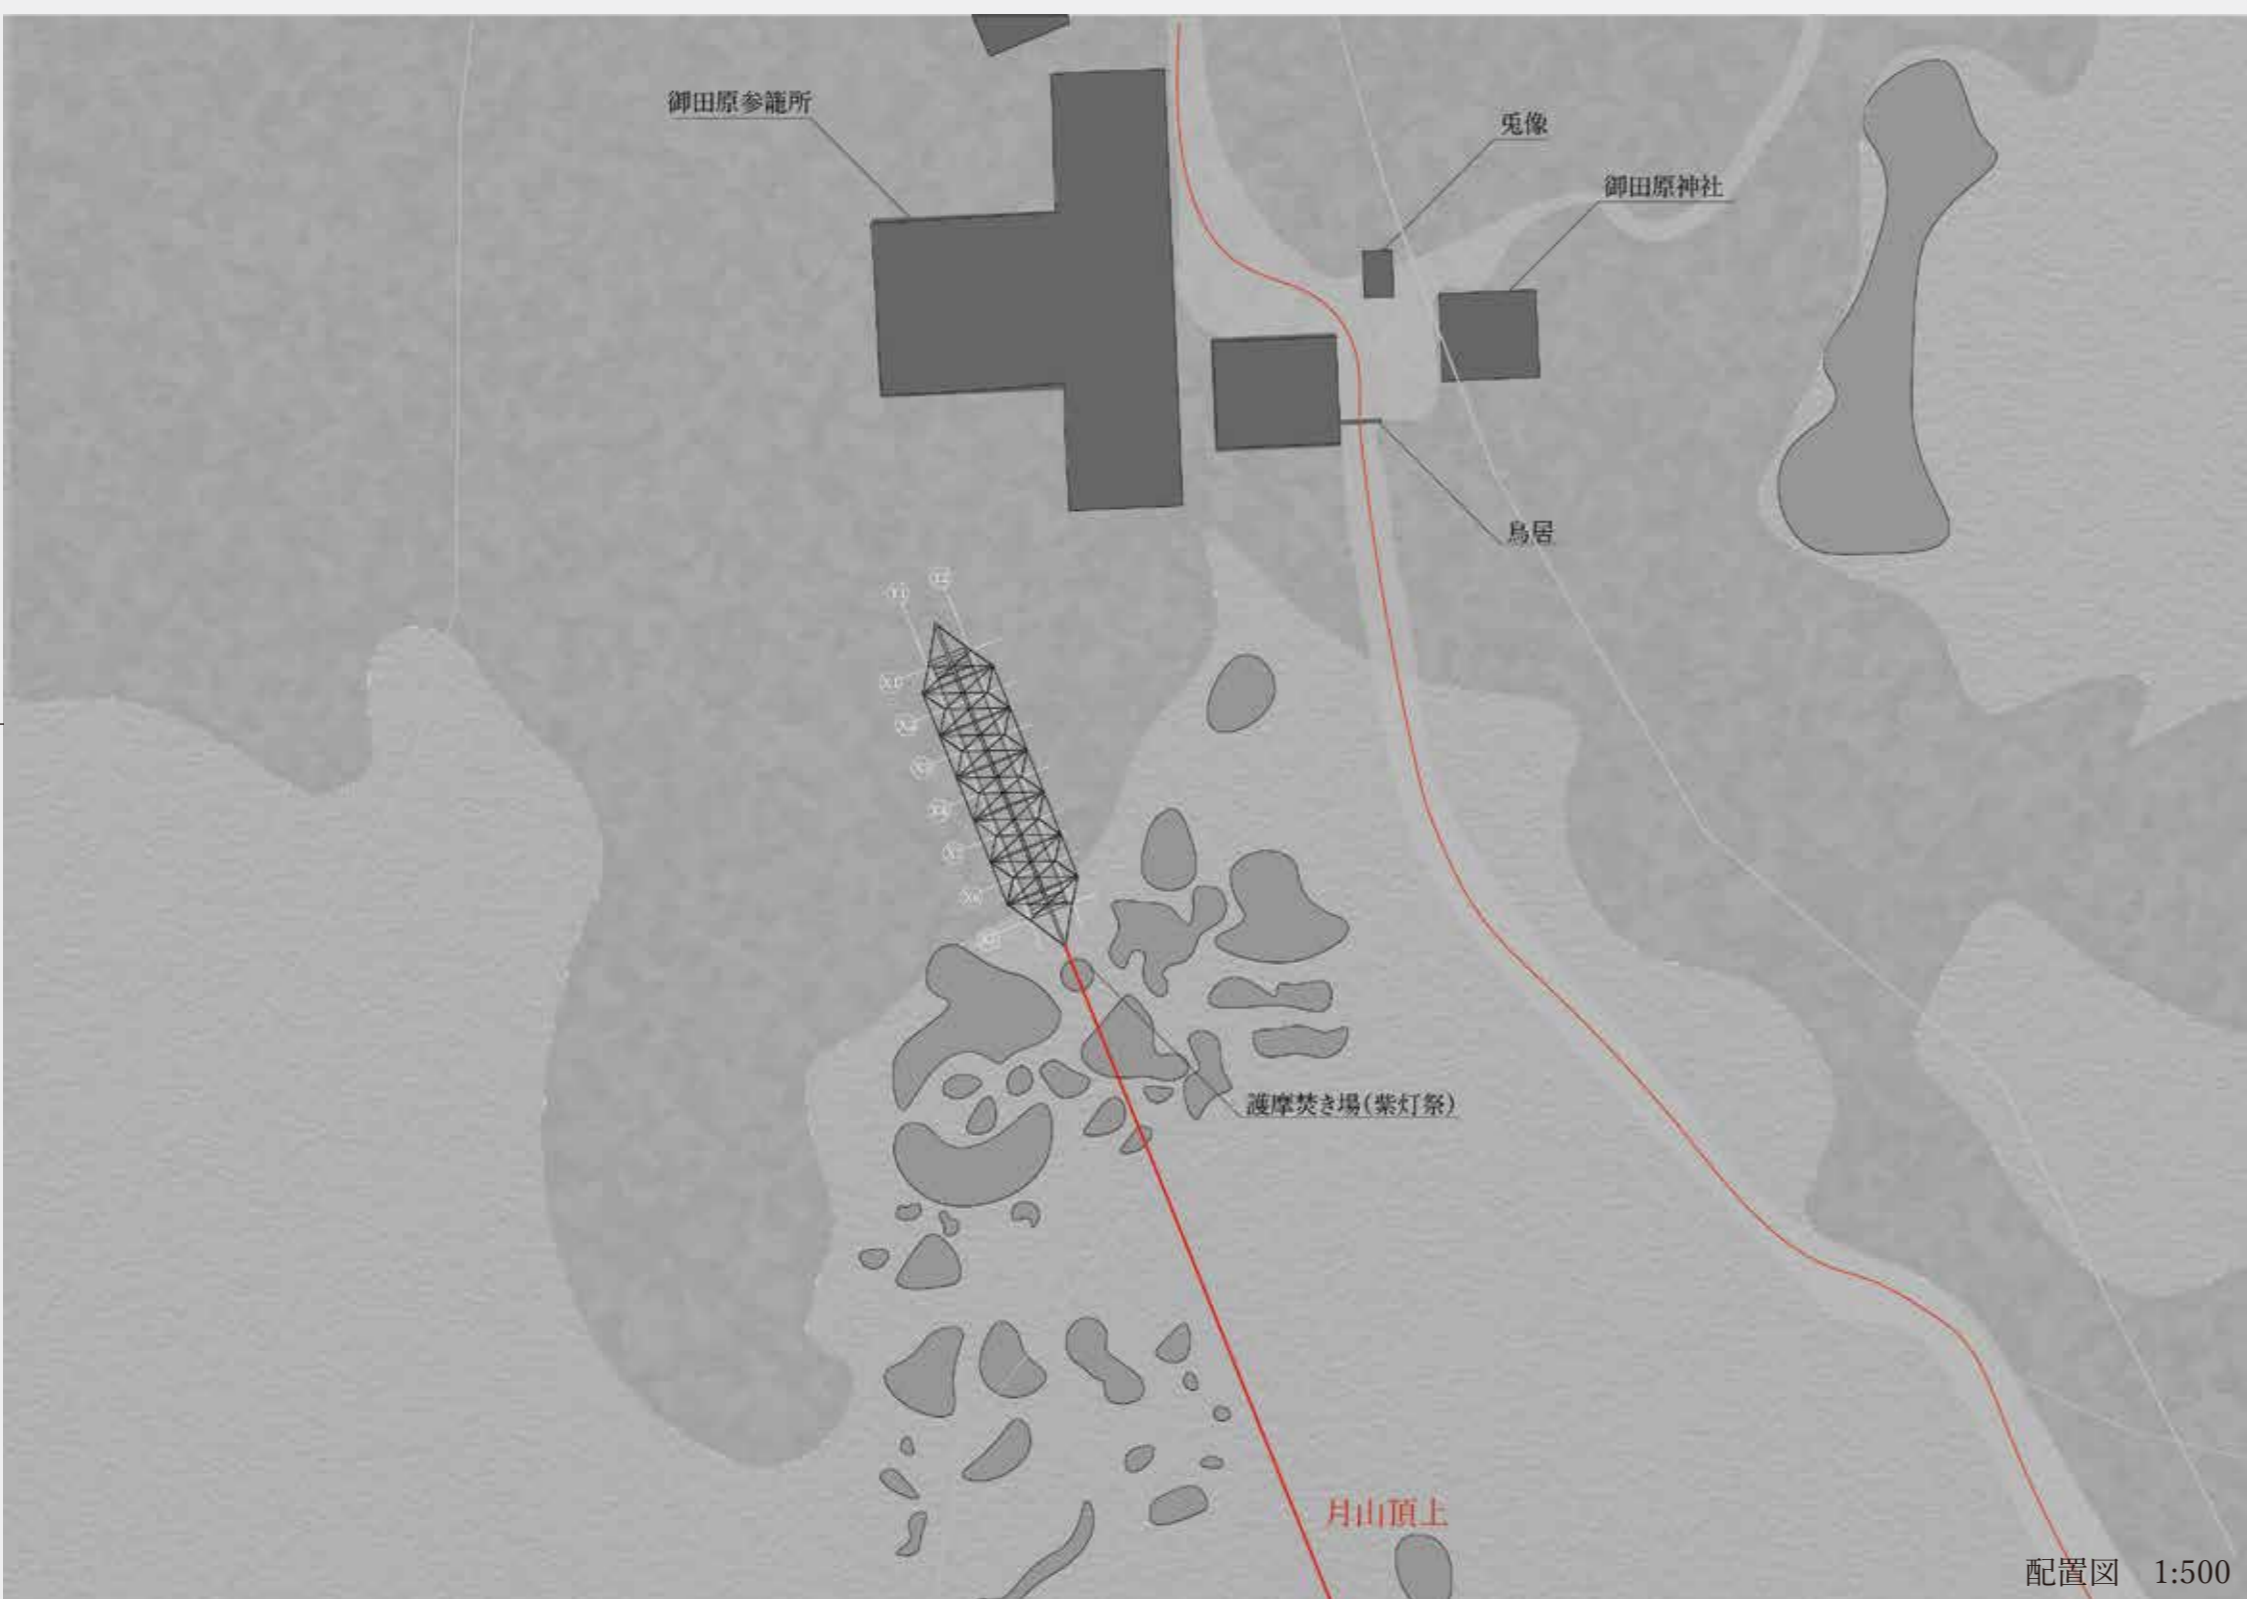 御田原参籠所
兎像
御田原神社
鳥居
護摩焚き場(紫灯祭)
月山頂上
配置図 1:500